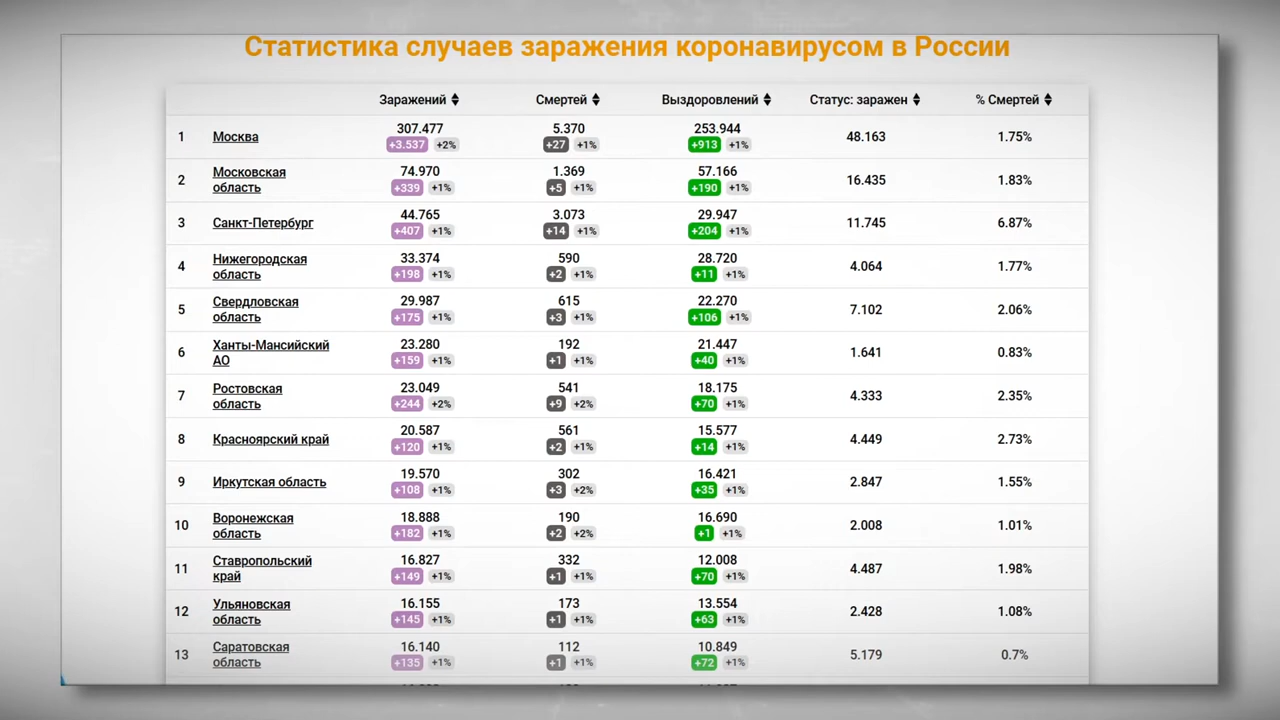 Статистика случаев заражения коронавирусом в России
Заражений Смертей Выздоровлений Статус: заражен % Смертей
1 Москва 307.477 +3.537 +2% 5.370 +27 +1% 253.944 +913 +1% 48.163 1.75%
2 Московская область 74.970 +339 +1% 1.369 +5 +1% 57.166 +190 +1% 16.435 1.83%
3 Санкт-Петербург 44.765 +407 +1% 3.073 +14 +1% 29.947 +204 +1% 11.745 6.87%
4 Нижегородская область 33.374 +198 +1% 590 +2 +1% 28.720 +11 +1% 4.064 1.77%
5 Свердловская область 29.987 +175 +1% 615 +3 +1% 22.270 +106 +1% 7.102 2.06%
6 Ханты-Мансийский АО 23.280 +159 +1% 192 +1 +1% 21.447 +40 +1% 1.641 0.83%
7 Ростовская область 23.049 +244 +2% 541 +9 +2% 18.175 +70 +1% 4.333 2.35%
8 Красноярский край 20.587 +120 +1% 561 +2 +1% 15.577 +14 +1% 4.449 2.73%
9 Иркутская область 19.570 +108 +1% 302 +3 +2% 16.421 +35 +1% 2.847 1.55%
10 Воронежская область 18.888 +182 +1% 190 +2 +2% 16.690 +1 +1% 2.008 1.01%
11 Ставропольский край 16.827 +149 +1% 332 +1 +1% 12.008 +70 +1% 4.487 1.98%
12 Ульяновская область 16.155 +145 +1% 173 +1 +1% 13.554 +63 +1% 2.428 1.08%
13 Саратовская область 16.140 +135 +1% 112 +1 +1% 10.849 +72 +1% 5.179 0.7%